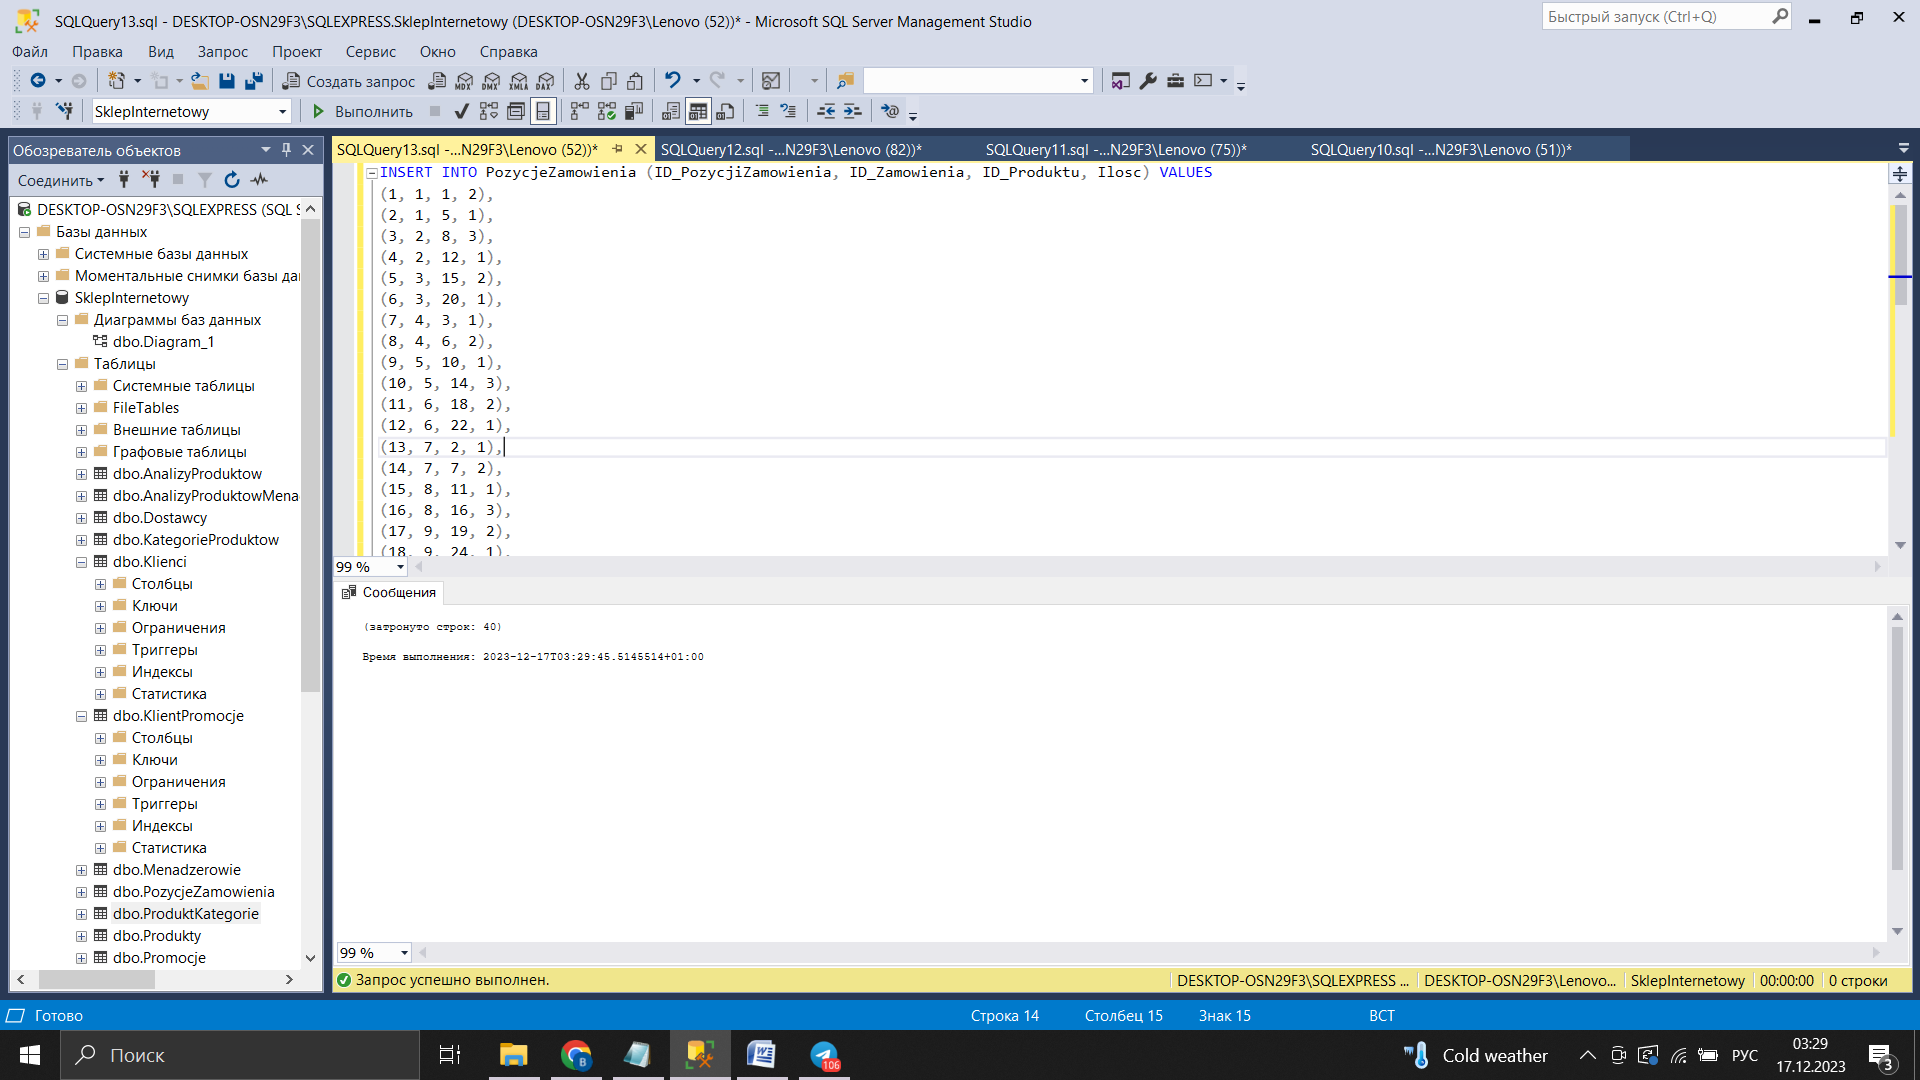 SQLQuery13.sql - DESKTOP-OSN29F3\SQLEXPRESS.SklepInternetowy (DESKTOP-OSN29F3\Lenovo (52))* - Microsoft SQL Server Management Studio
Быстрый запуск (Ctrl+Q)
Файл Правка Вид Запрос Проект Сервис Окно Справка
Создать запрос MDX DMX XMLA DAX
SklepInternetowy Выполнить
Обозреватель объектов
Соединить
DESKTOP-OSN29F3\SQLEXPRESS (SQL S
Базы данных
Системные базы данных
Моментальные снимки базы да
SklepInternetowy
Диаграммы баз данных
dbo.Diagram_1
Таблицы
Системные таблицы
FileTables
Внешние таблицы
Графовые таблицы
dbo.AnalizyProduktow
dbo.AnalizyProduktowMena
dbo.Dostawcy
dbo.KategorieProduktow
dbo.Klienci
Столбцы
Ключи
Ограничения
Триггеры
Индексы
Статистика
dbo.KlientPromocje
Столбцы
Ключи
Ограничения
Триггеры
Индексы
Статистика
dbo.Menadzerowie
dbo.PozycjeZamowienia
dbo.ProduktKategorie
dbo.Produkty
dbo.Promocje
SQLQuery13.sql -...N29F3\Lenovo (52))* SQLQuery12.sql -...N29F3\Lenovo (82))* SQLQuery11.sql -...N29F3\Lenovo (75))* SQLQuery10.sql -...N29F3\Lenovo (51))*
INSERT INTO PozycjeZamowienia (ID_PozycjiZamowienia, ID_Zamowienia, ID_Produktu, Ilosc) VALUES
(1, 1, 1, 2),
(2, 1, 5, 1),
(3, 2, 8, 3),
(4, 2, 12, 1),
(5, 3, 15, 2),
(6, 3, 20, 1),
(7, 4, 3, 1),
(8, 4, 6, 2),
(9, 5, 10, 1),
(10, 5, 14, 3),
(11, 6, 18, 2),
(12, 6, 22, 1),
(13, 7, 2, 1),
(14, 7, 7, 2),
(15, 8, 11, 1),
(16, 8, 16, 3),
(17, 9, 19, 2),
(18, 9, 24, 1),
99 %
Сообщения
(затронуто строк: 40)
Время выполнения: 2023-12-17T03:29:45.5145514+01:00
99 %
Запрос успешно выполнен. DESKTOP-OSN29F3\SQLEXPRESS ... DESKTOP-OSN29F3\Lenovo... SklepInternetowy 00:00:00 0 строки
Готово Строка 14 Столбец 15 Знак 15 ВСТ
Поиск
106
Cold weather
РУС
03:29
17.12.2023
3